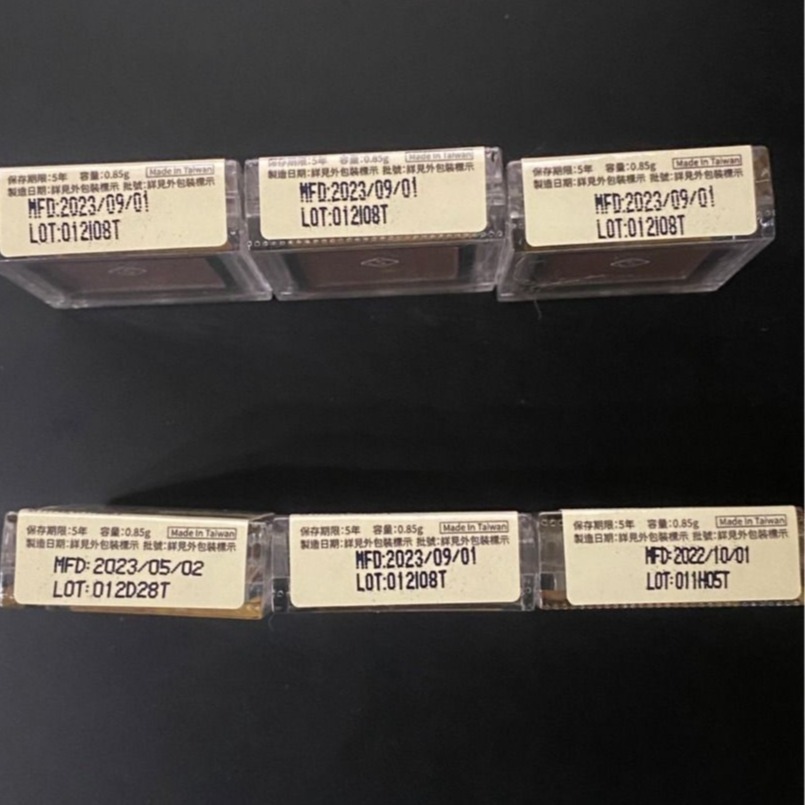 保存期限:5年 容量:0.85g Made In Taiwan
製造日期:詳見外包裝標示 批號:詳見外包裝標示
MFD:2023/09/01
LOT:012I08T
保存期限:5年 容量:0.85g Made In Taiwan
製造日期:詳見外包裝標示 批號:詳見外包裝標示
MFD:2023/09/01
LOT:012I08T
保存期限:5年 容量:0.85g Made In Taiwan
製造日期:詳見外包裝標示 批號:詳見外包裝標示
MFD:2023/09/01
LOT:012I08T
保存期限:5年 容量:0.85g Made In Taiwan
製造日期:詳見外包裝標示 批號:詳見外包裝標示
MFD:2023/05/02
LOT:012D28T
保存期限:5年 容量:0.85g Made In Taiwan
製造日期:詳見外包裝標示 批號:詳見外包裝標示
MFD:2023/09/01
LOT:012I08T
保存期限:5年 容量:0.85g Made In Taiwan
製造日期:詳見外包裝標示 批號:詳見外包裝標示
MFD:2022/10/01
LOT:011H05T